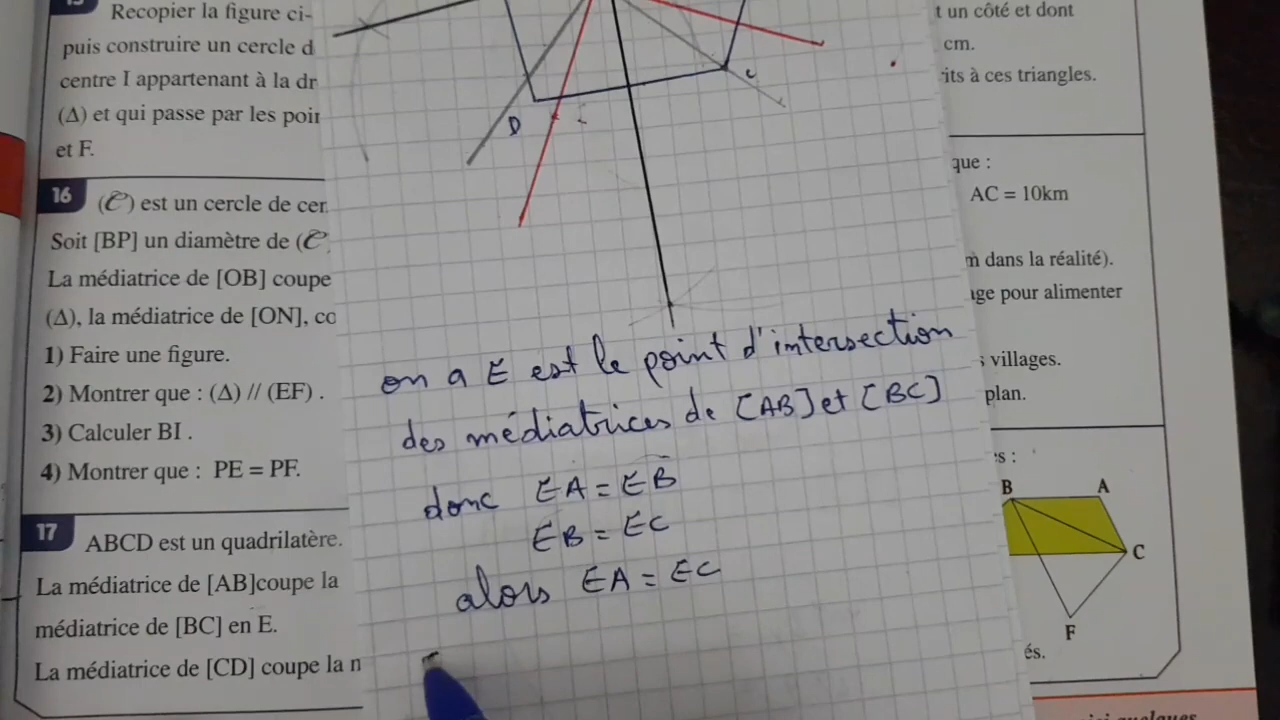 15
Recopier la figure ci-
puis construire un cercle d
centre I appartenant à la dr
(Δ) et qui passe par les poin
et F.
16
(C) est un cercle de cen
Soit [BP] un diamètre de (C
La médiatrice de [OB] coupe
(Δ), la médiatrice de [ON], co
1) Faire une figure.
2) Montrer que : (Δ) // (EF) .
3) Calculer BI .
4) Montrer que : PE = PF.
17
ABCD est un quadrilatère.
La médiatrice de [AB]coupe la
médiatrice de [BC] en E.
La médiatrice de [CD] coupe la n
D
C
on a E est le point d'intersection
des médiatrices de [AB] et [BC]
donc EA = EB
EB = EC
alors EA = EC
t un côté et dont
cm.
rits à ces triangles.
que :
AC = 10km
m dans la réalité).
age pour alimenter
s villages.
plan.
s :
B
A
C
F
és.
ici quelques